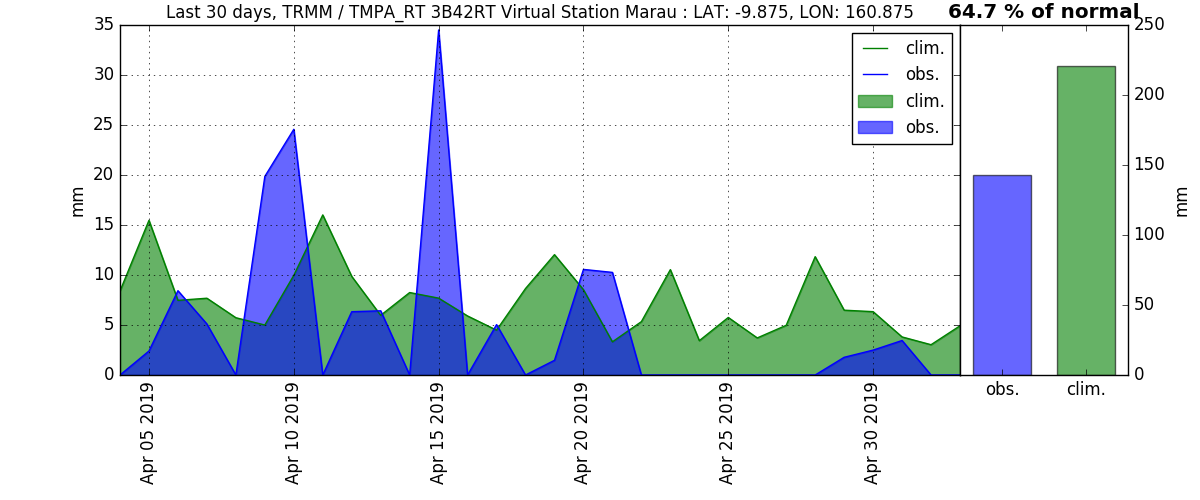 Last 30 days, TRMM / TMPA_RT 3B42RT Virtual Station Marau : LAT: -9.875, LON: 160.875
64.7 % of normal
35
30
25
20
15
10
5
0
mm
clim.
obs.
clim.
obs.
Apr 05 2019
Apr 10 2019
Apr 15 2019
Apr 20 2019
Apr 25 2019
Apr 30 2019
250
200
150
100
50
0
mm
obs.
clim.